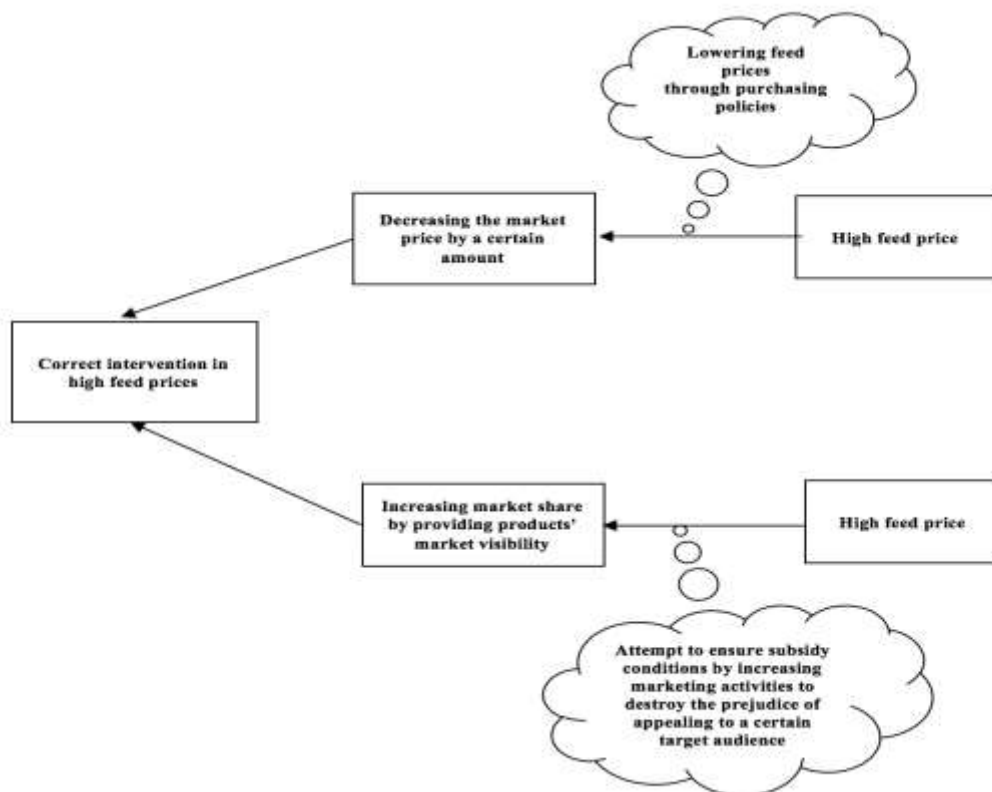 Lowering feed
prices
through purchasing
policies
Decreasing the market
price by a certain
amount
High feed price
Correct intervention in
high feed prices
Increasing market share
by providing products'
market visibility
High feed price
Attempt to ensure subsidy
conditions by increasing
marketing activities to
destroy the prejudice of
appealing to a certain
target audience